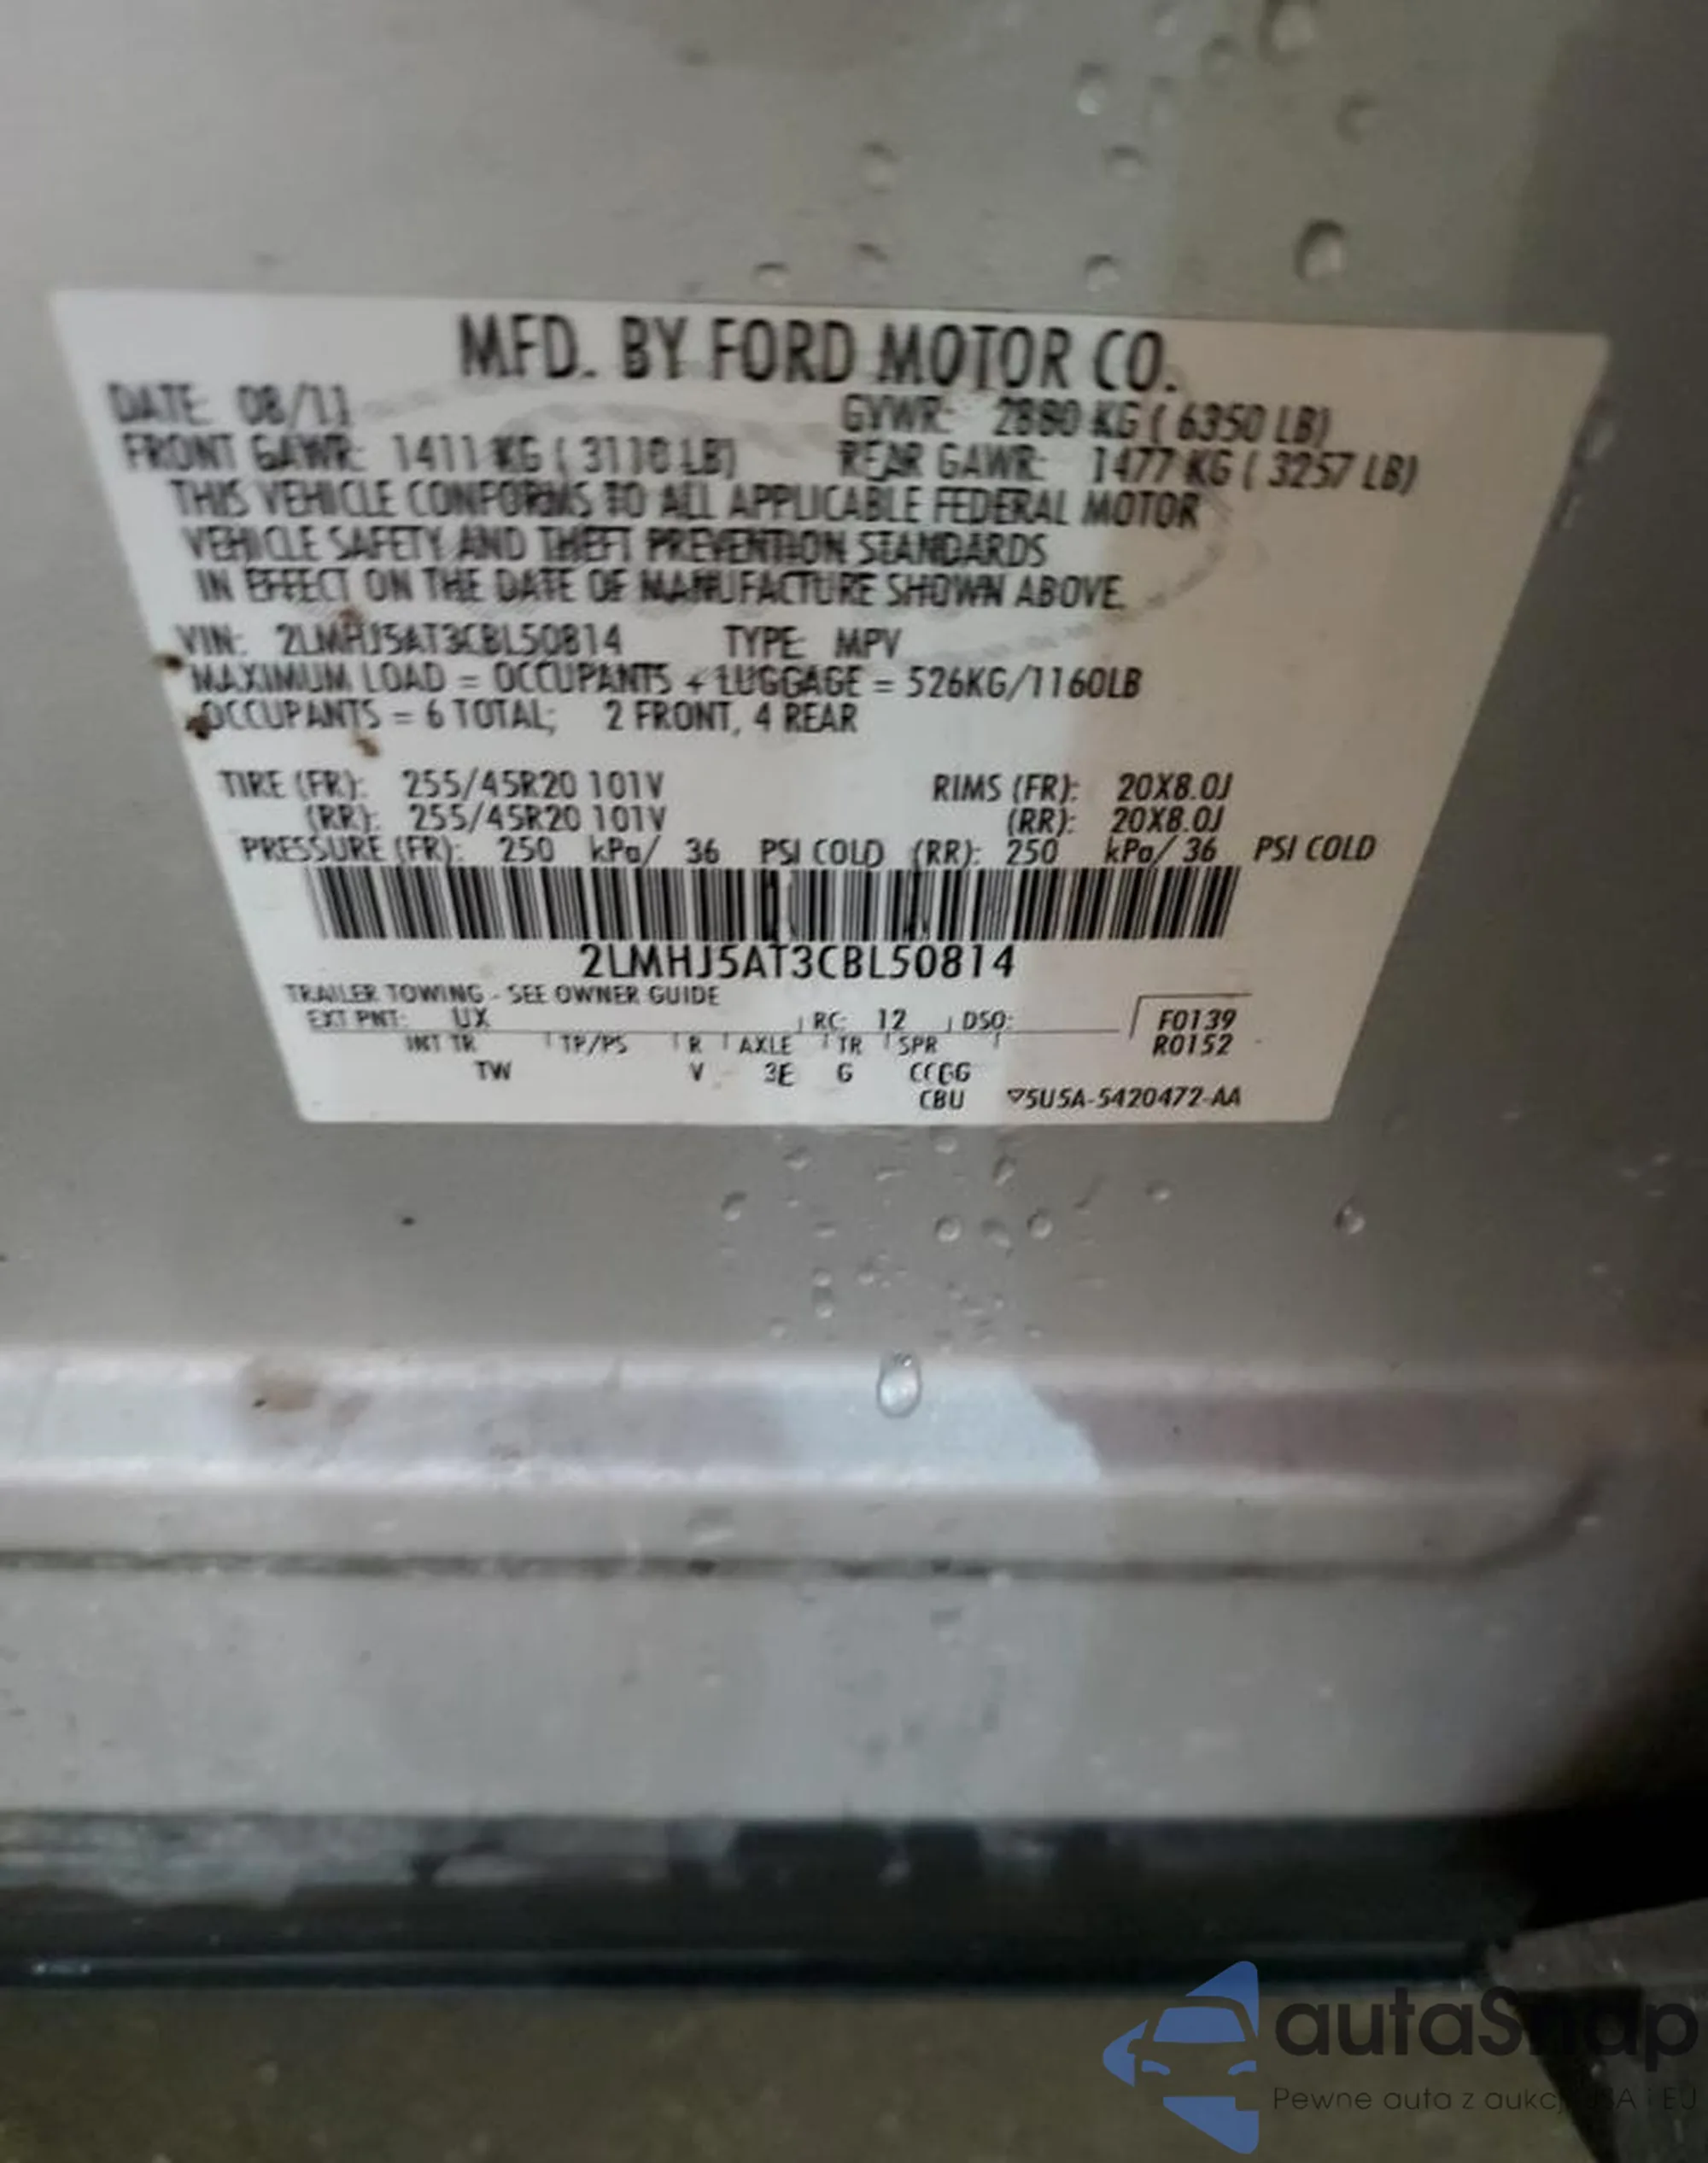 MFD. BY FORD MOTOR CO.
DATE: 08/11 GVWR: 2880 KG ( 6350 LB)
FRONT GAWR: 1411 KG ( 3110 LB) REAR GAWR: 1477 KG ( 3257 LB)
THIS VEHICLE CONFORMS TO ALL APPLICABLE FEDERAL MOTOR
VEHICLE SAFETY AND THEFT PREVENTION STANDARDS
IN EFFECT ON THE DATE OF MANUFACTURE SHOWN ABOVE.
VIN: 2LMHJ5AT3CBL50814 TYPE: MPV
MAXIMUM LOAD = OCCUPANTS + LUGGAGE = 526KG/1160LB
OCCUPANTS = 6 TOTAL; 2 FRONT, 4 REAR
TIRE (FR): 255/45R20 101V RIMS (FR): 20X8.0J
(RR): 255/45R20 101V (RR): 20X8.0J
PRESSURE (FR): 250 kPa/ 36 PSI COLD (RR): 250 kPa/ 36 PSI COLD
2LMHJ5AT3CBL50814
TRAILER TOWING - SEE OWNER GUIDE
EXT PNT: UX RC: 12 DSO: F0139
R0152
INT TR TP/PS R AXLE TR SPR
TW V 3E G
CBU 5U5A-5420472-AA
autaSnap
Pewne auta z aukcji USA i EU